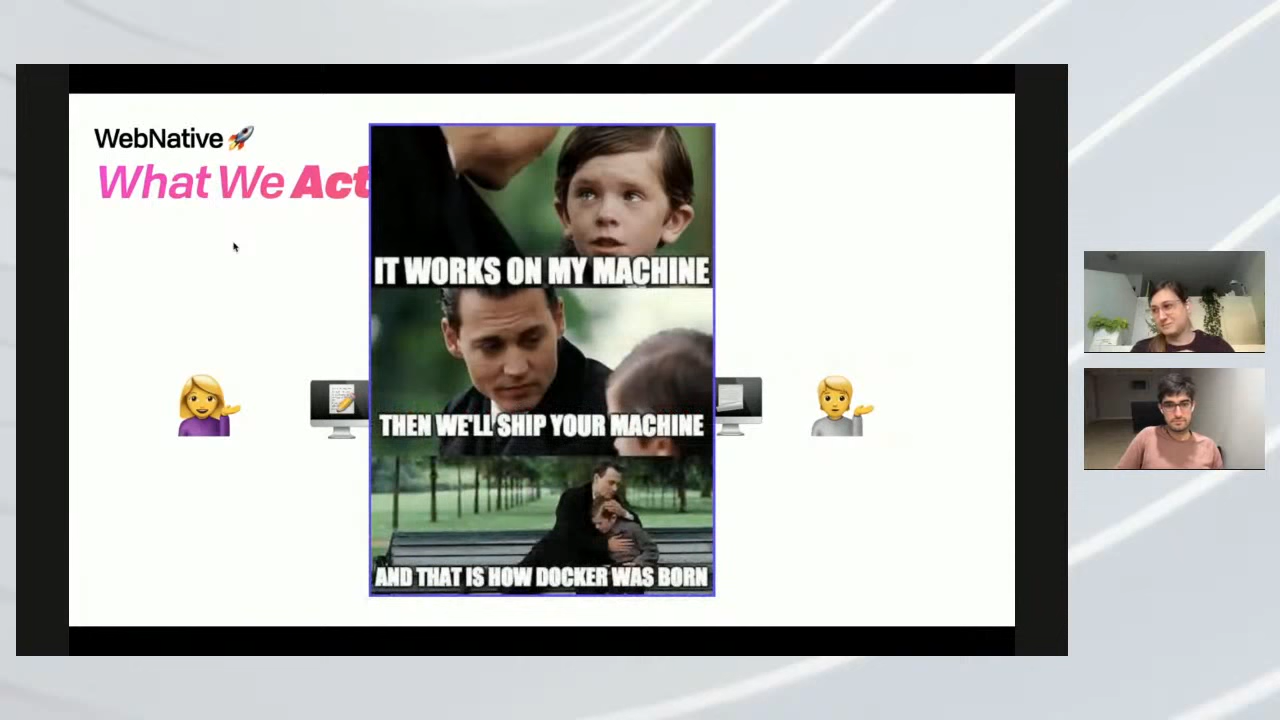 WebNative 🚀
What We Act
IT WORKS ON MY MACHINE
THEN WE'LL SHIP YOUR MACHINE
AND THAT IS HOW DOCKER WAS BORN